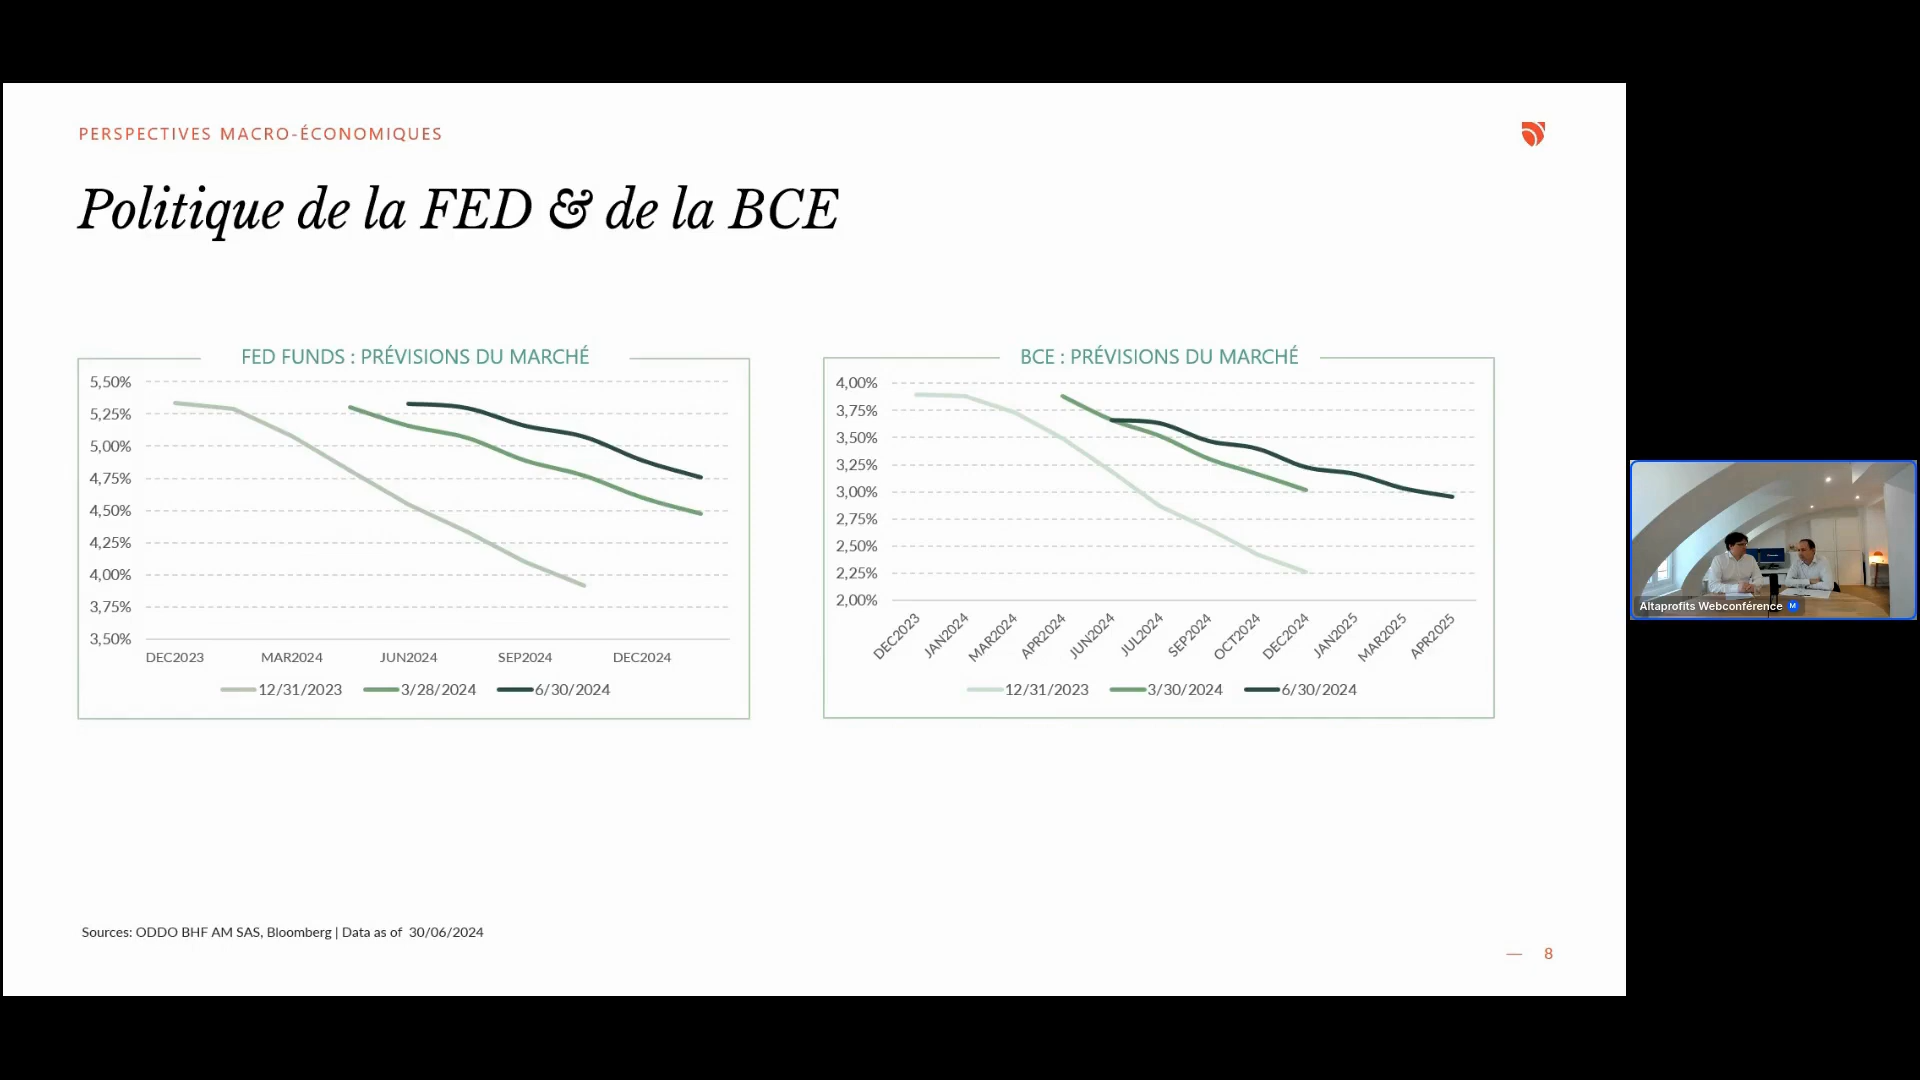 PERSPECTIVES MACRO-ÉCONOMIQUES
Politique de la FED & de la BCE
FED FUNDS : PRÉVISIONS DU MARCHÉ
5,50%
5,25%
5,00%
4,75%
4,50%
4,25%
4,00%
3,75%
3,50%
DEC2023 MAR2024 JUN2024 SEP2024 DEC2024
12/31/2023 3/28/2024 6/30/2024
BCE : PRÉVISIONS DU MARCHÉ
4,00%
3,75%
3,50%
3,25%
3,00%
2,75%
2,50%
2,25%
2,00%
DEC2023 JAN2024 MAR2024 APR2024 JUN2024 JUL2024 SEP2024 OCT2024 DEC2024 JAN2025 MAR2025 APR2025
12/31/2023 3/30/2024 6/30/2024
Altaprofits Webconférence M
Sources: ODDO BHF AM SAS, Bloomberg | Data as of 30/06/2024
— 8